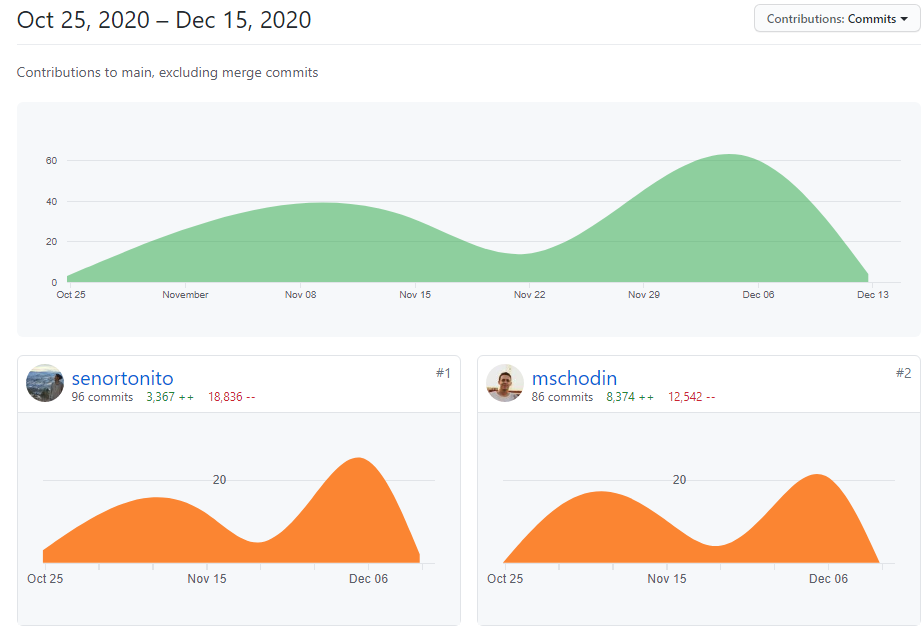 Oct 25, 2020 – Dec 15, 2020
Contributions: Commits
Contributions to main, excluding merge commits
60
40
20
0
Oct 25 November Nov 08 Nov 15 Nov 22 Nov 29 Dec 06 Dec 13
senortonito #1
96 commits 3,367 ++ 18,836 --
20
Oct 25 Nov 15 Dec 06
mschodin #2
86 commits 8,374 ++ 12,542 --
20
Oct 25 Nov 15 Dec 06